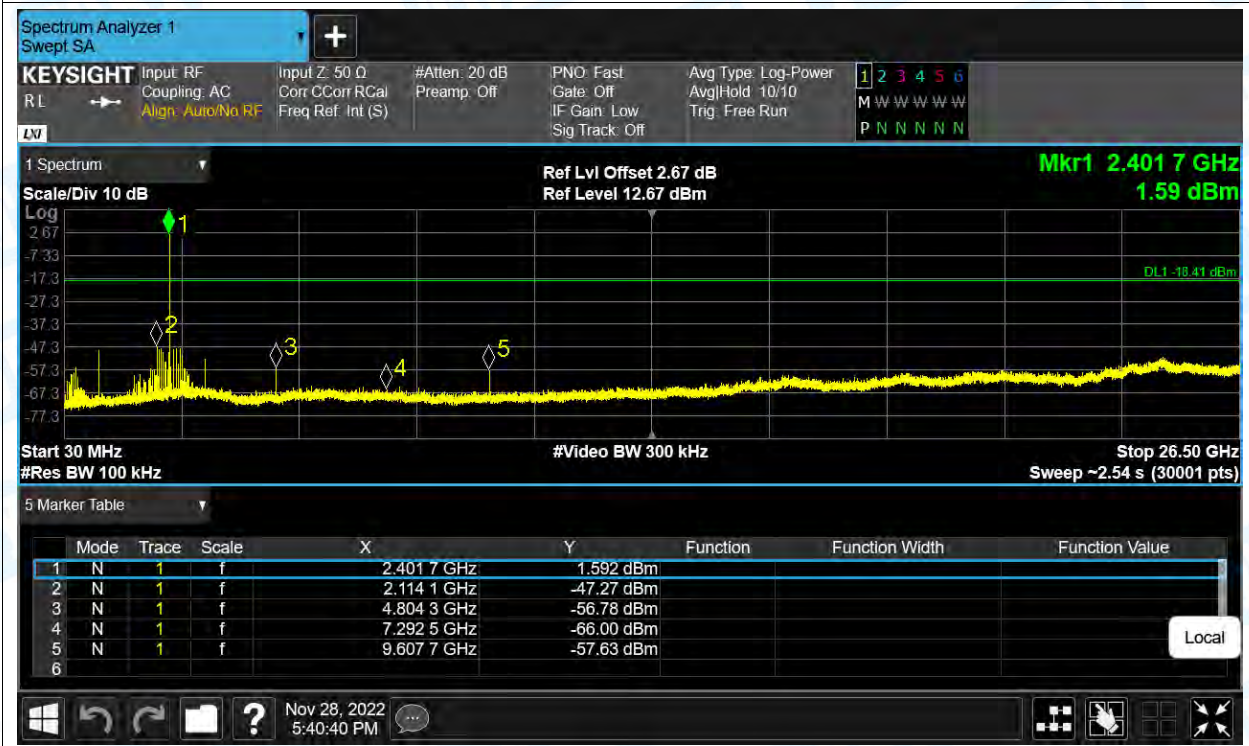 Spectrum Analyzer 1
Swept SA
+
KEYSIGHT Input: RF Input Z: 50 Ω #Atten: 20 dB PNO: Fast Avg Type: Log-Power 1 2 3 4 5 6
R L Coupling: AC Corr CCorr RCal Preamp: Off Gate: Off Avg|Hold: 10/10 M W W W W W
Align: Auto/No RF Freq Ref: Int (S) IF Gain: Low Trig: Free Run
LXI Sig Track: Off P N N N N N
1 Spectrum Ref Lvl Offset 2.67 dB Mkr1 2.401 7 GHz
Scale/Div 10 dB Ref Level 12.67 dBm 1.59 dBm
Log
1
2.67
-7.33
-17.3 DL1 -18.41 dBm
-27.3
-37.3 2
-47.3 3 5
-57.3 4
-67.3
-77.3
Start 30 MHz #Video BW 300 kHz Stop 26.50 GHz
#Res BW 100 kHz Sweep ~2.54 s (30001 pts)
5 Marker Table
Mode Trace Scale X Y Function Function Width Function Value
1 N 1 f 2.401 7 GHz 1.592 dBm
2 N 1 f 2.114 1 GHz -47.27 dBm
3 N 1 f 4.804 3 GHz -56.78 dBm
4 N 1 f 7.292 5 GHz -66.00 dBm
5 N 1 f 9.607 7 GHz -57.63 dBm
6
Local
? Nov 28, 2022
5:40:40 PM